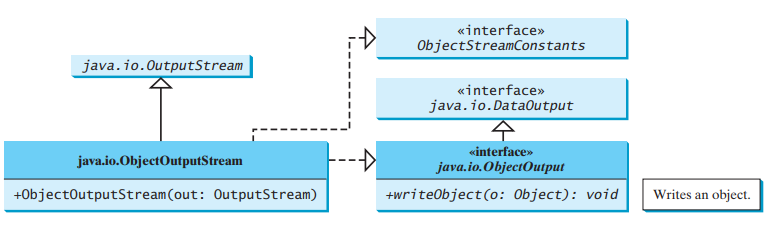 «interface»
ObjectStreamConstants
java.io.OutputStream
«interface»
java.io.DataOutput
java.io.ObjectOutputStream
«interface»
java.io.ObjectOutput
+ObjectOutputStream(out: OutputStream)
+writeObject(o: Object): void
Writes an object.